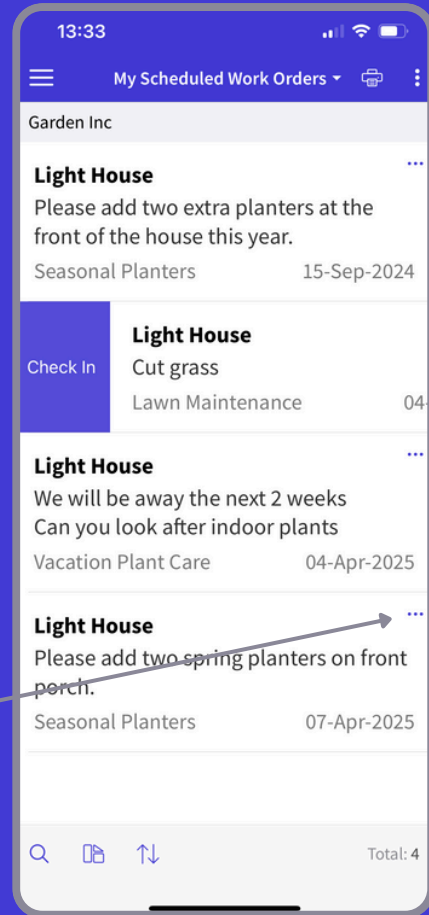 13:33
My Scheduled Work Orders
Garden Inc
Light House
Please add two extra planters at the
front of the house this year.
Seasonal Planters 15-Sep-2024
Check In
Light House
Cut grass
Lawn Maintenance 04-
Light House
We will be away the next 2 weeks
Can you look after indoor plants
Vacation Plant Care 04-Apr-2025
Light House
Please add two spring planters on front
porch.
Seasonal Planters 07-Apr-2025
Total: 4